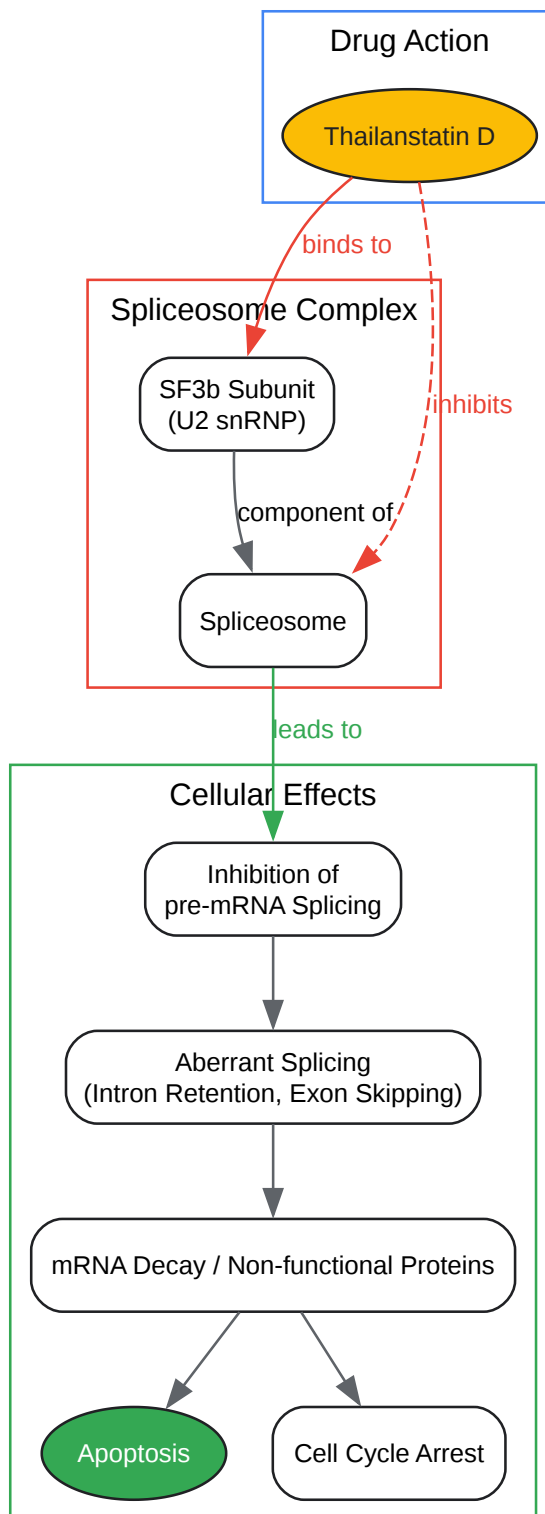 Drug Action
Thailanstatin D
binds to
Spliceosome Complex
SF3b Subunit
(U2 snRNP)
inhibits
component of
Spliceosome
leads to
Cellular Effects
Inhibition of
pre-mRNA Splicing
Aberrant Splicing
(Intron Retention, Exon Skipping)
mRNA Decay / Non-functional Proteins
Apoptosis
Cell Cycle Arrest